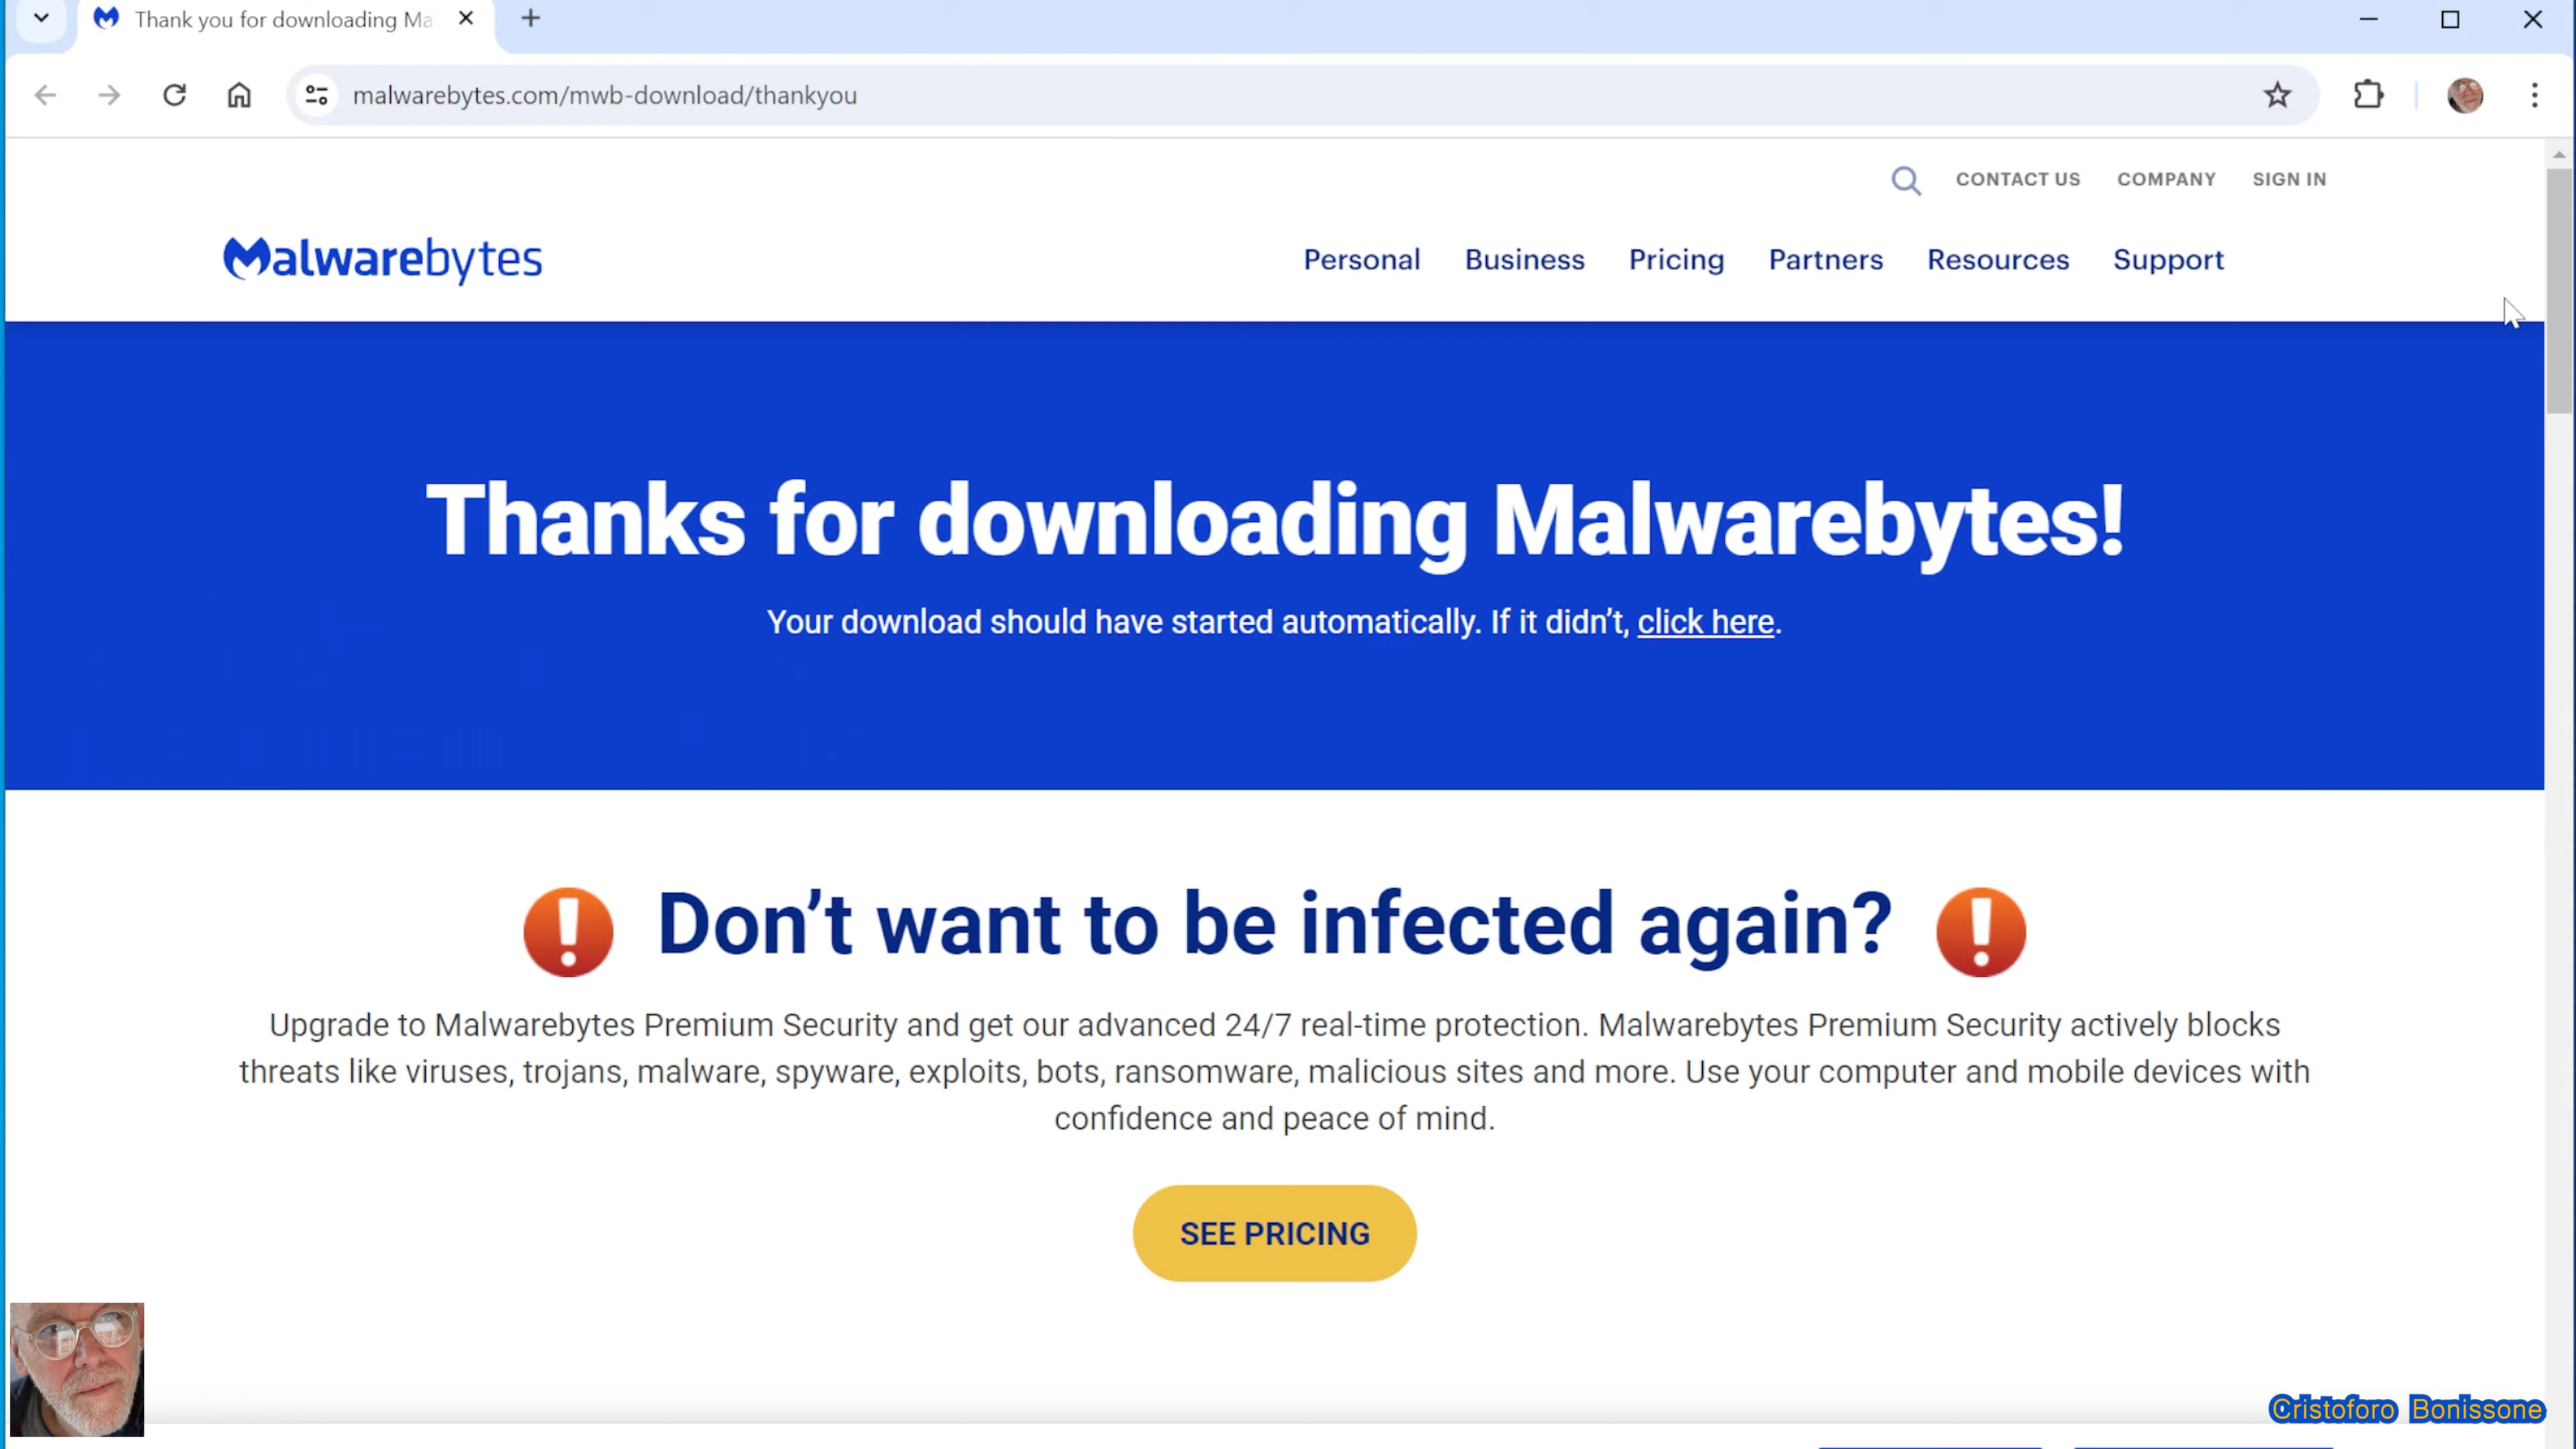 Thank you for downloading Ma
malwarebytes.com/mwb-download/thankyou
CONTACT US COMPANY SIGN IN
Malwarebytes
Personal Business Pricing Partners Resources Support
Thanks for downloading Malwarebytes!
Your download should have started automatically. If it didn’t, click here.
Don’t want to be infected again?
Upgrade to Malwarebytes Premium Security and get our advanced 24/7 real-time protection. Malwarebytes Premium Security actively blocks
threats like viruses, trojans, malware, spyware, exploits, bots, ransomware, malicious sites and more. Use your computer and mobile devices with
confidence and peace of mind.
SEE PRICING
Cristoforo Bonissone